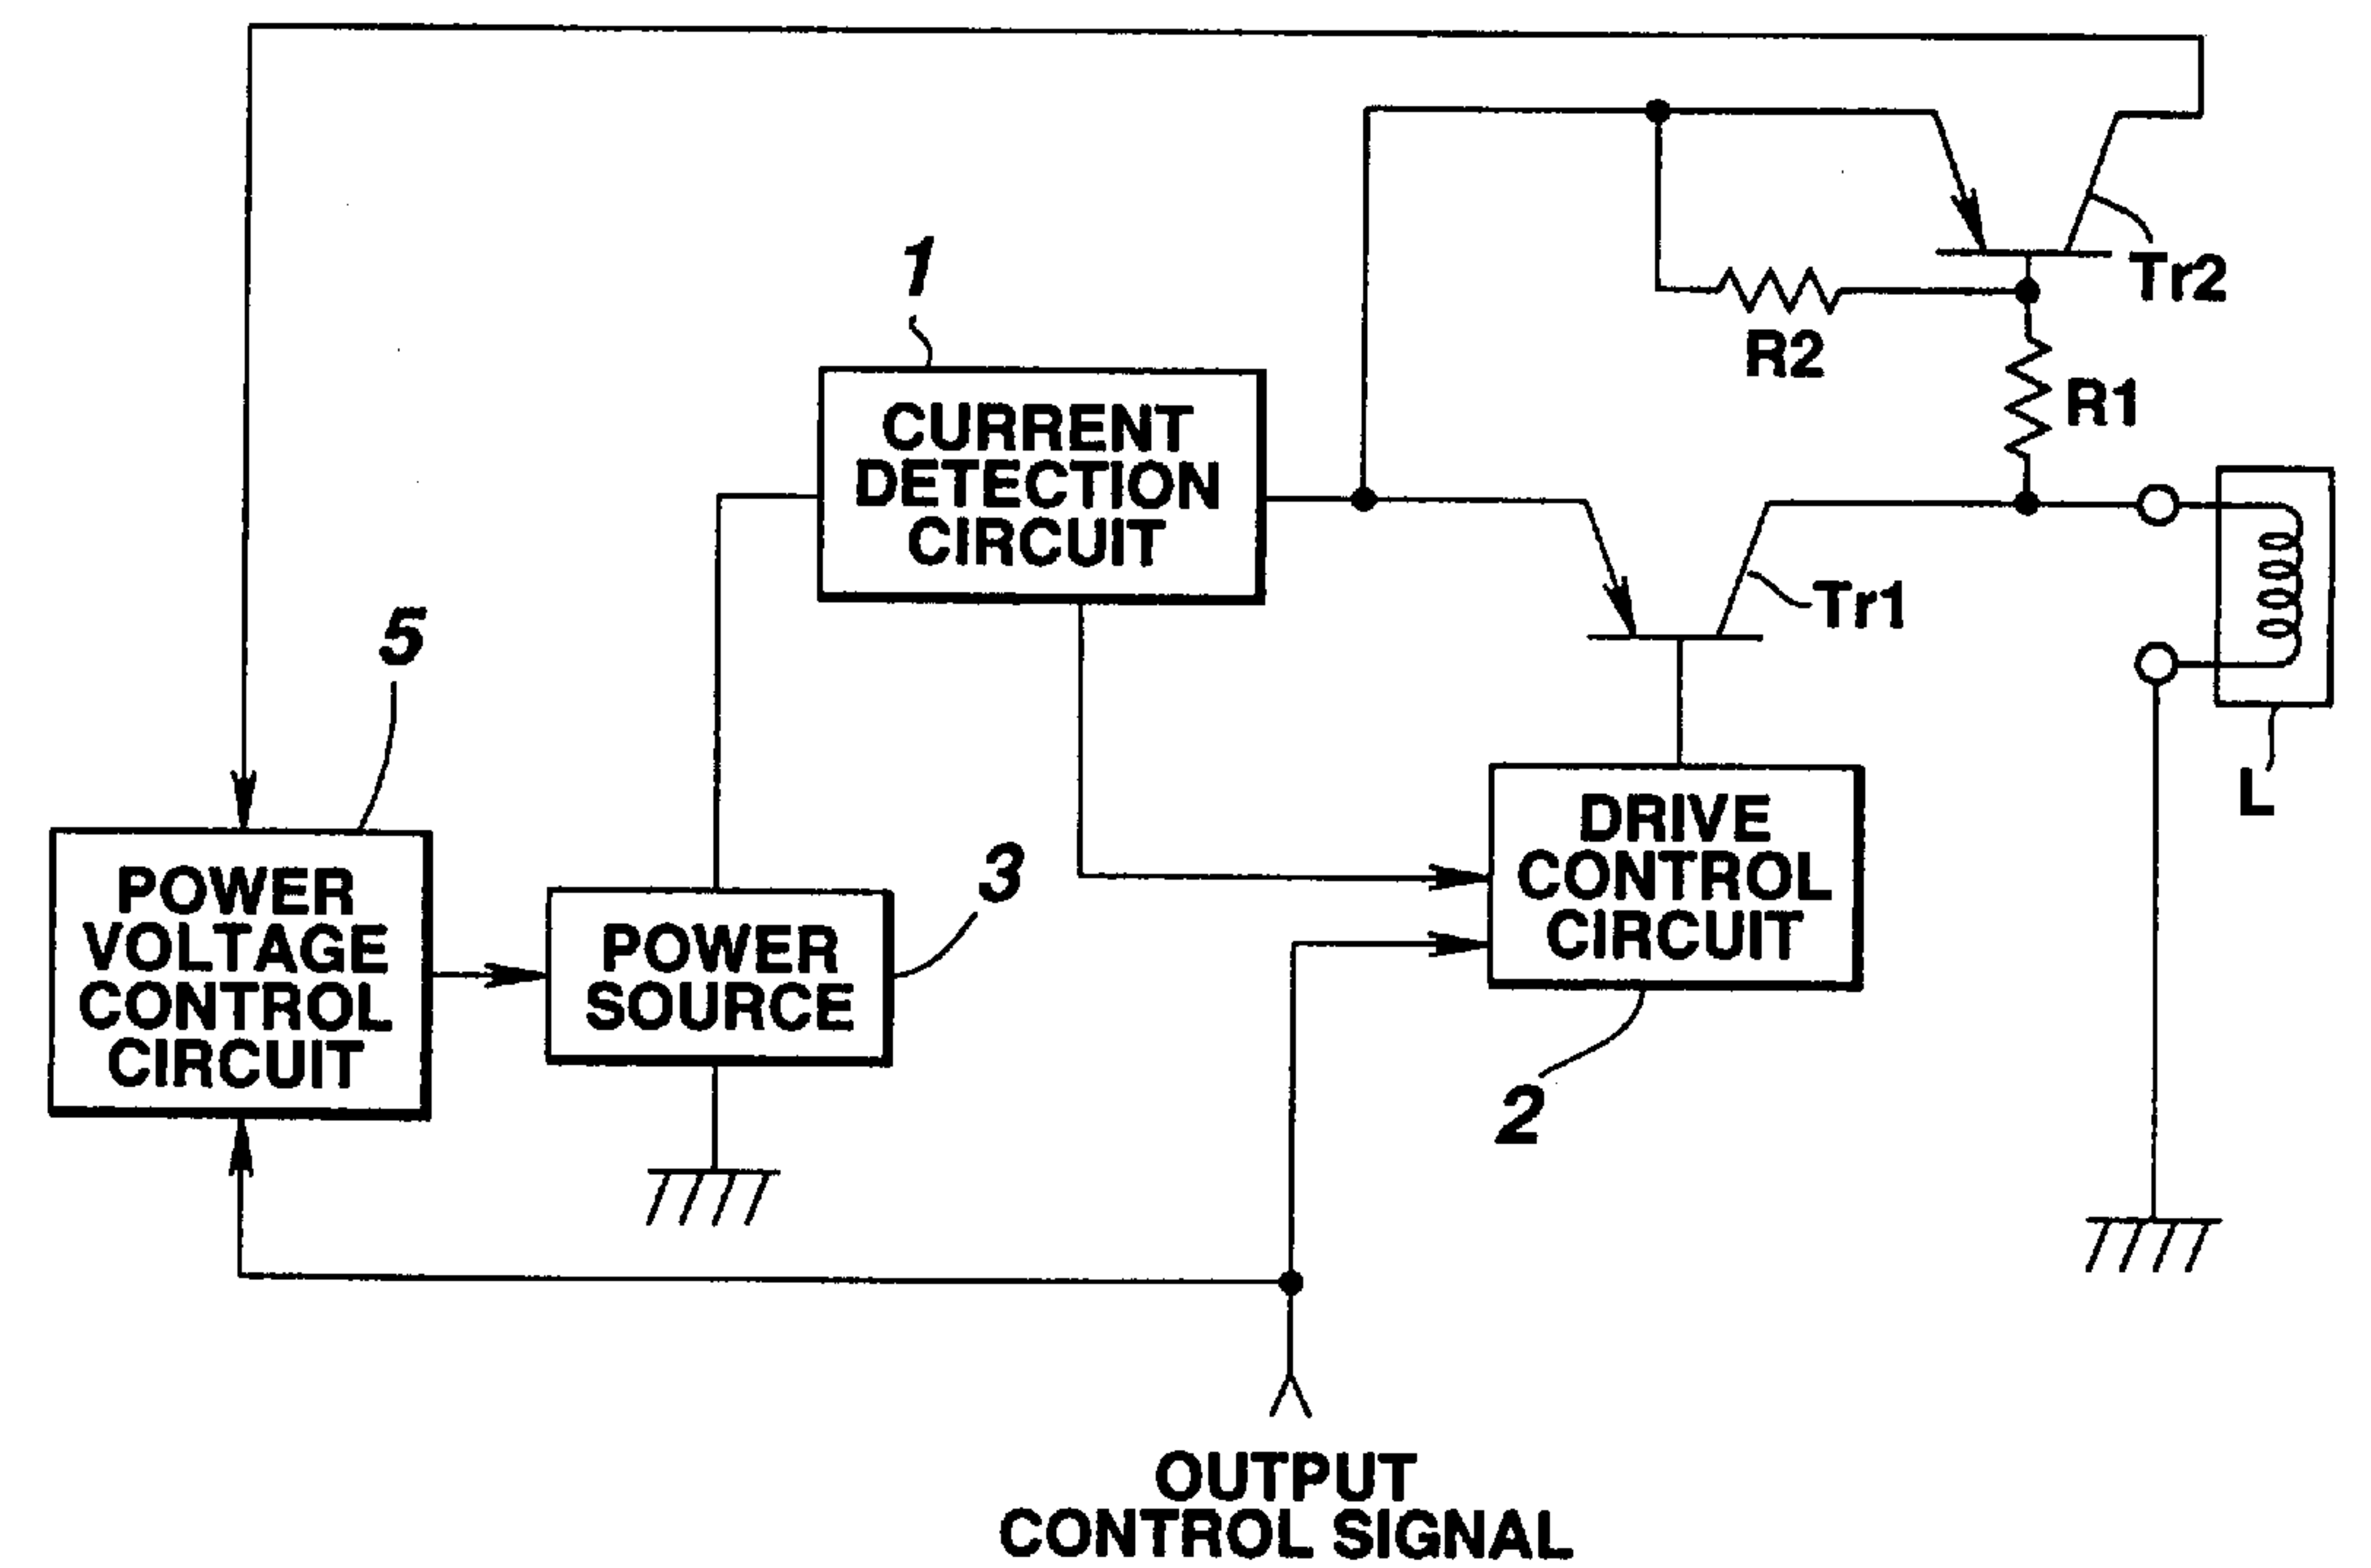 1
CURRENT
DETECTION
CIRCUIT
Tr2
R2
R1
Tr1
L
5
POWER
VOLTAGE
CONTROL
CIRCUIT
3
POWER
SOURCE
DRIVE
CONTROL
CIRCUIT
2
OUTPUT
CONTROL SIGNAL